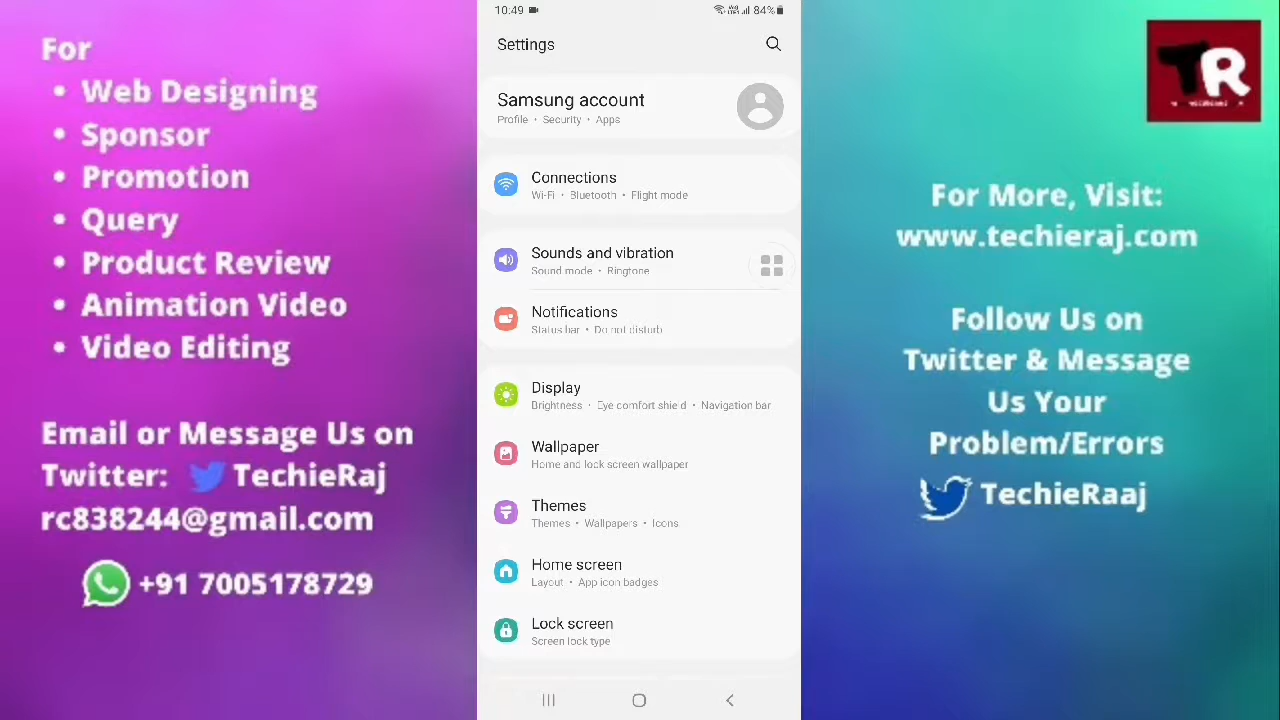 For
• Web Designing
• Sponsor
• Promotion
• Query
• Product Review
• Animation Video
• Video Editing
Email or Message Us on
Twitter: TechieRaj
rc838244@gmail.com
+91 7005178729
10:49
84%
Settings
Samsung account
Profile • Security • Apps
Connections
Wi-Fi • Bluetooth • Flight mode
Sounds and vibration
Sound mode • Ringtone
Notifications
Status bar • Do not disturb
Display
Brightness • Eye comfort shield • Navigation bar
Wallpaper
Home and lock screen wallpaper
Themes
Themes • Wallpapers • Icons
Home screen
Layout • App icon badges
Lock screen
Screen lock type
TR
For More, Visit:
www.techieraj.com
Follow Us on
Twitter & Message
Us Your
Problem/Errors
TechieRaaj